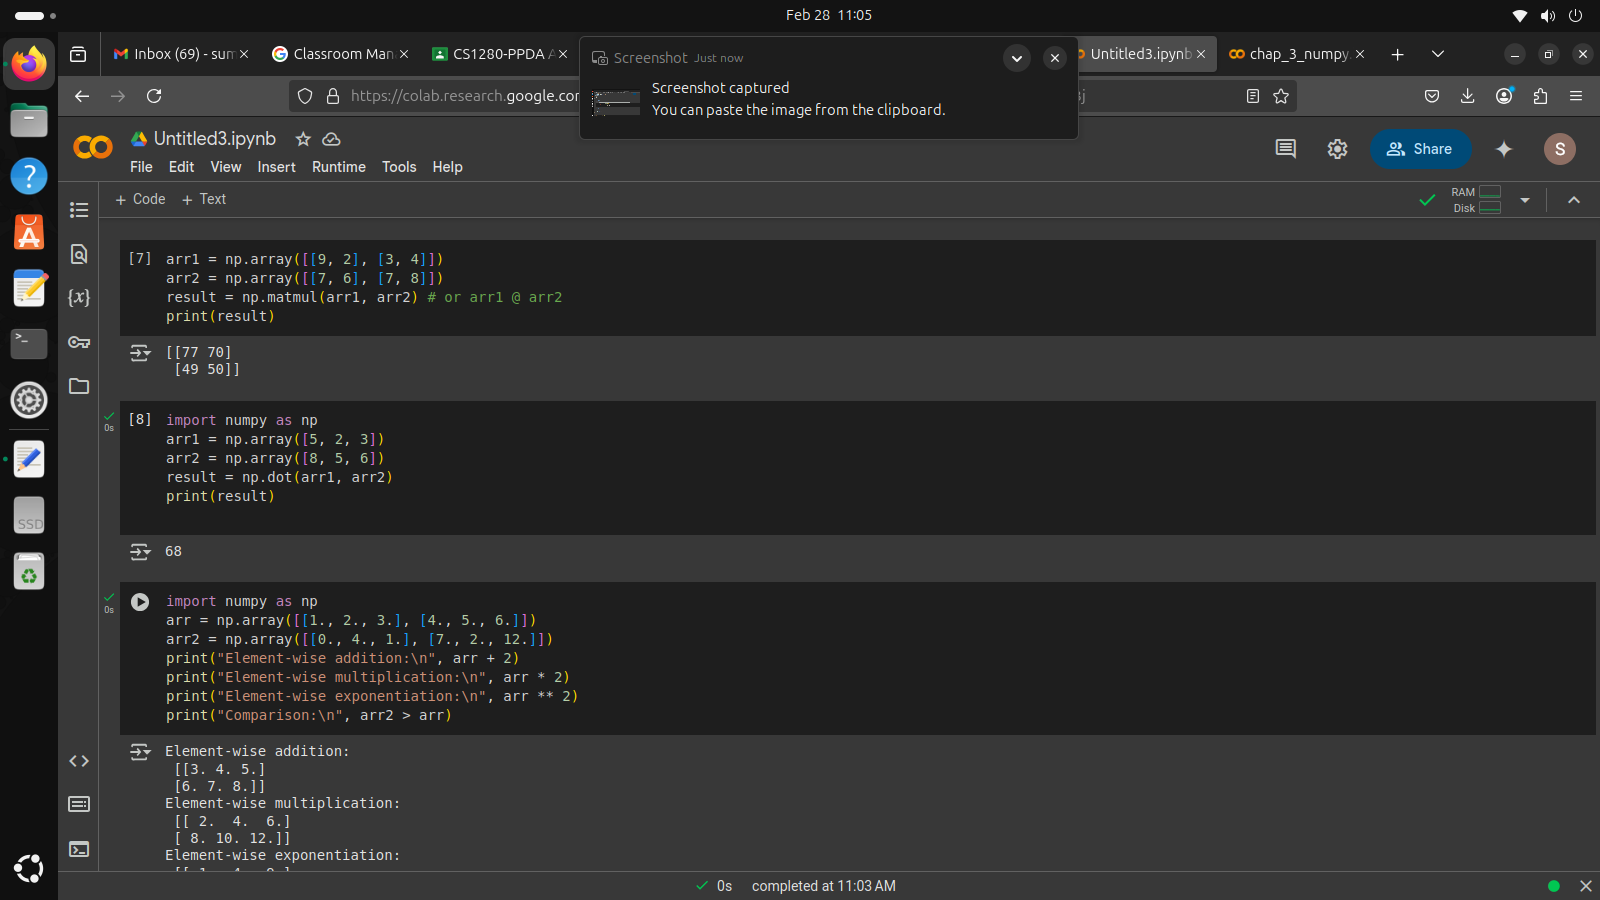 Feb 28 11:05
Inbox (69) - sum
Classroom Man
CS1280-PPDA A
Untitled3.ipynb
chap_3_numpy.
Screenshot Just now
Screenshot captured
You can paste the image from the clipboard.
https://colab.research.google.com
Untitled3.ipynb
File Edit View Insert Runtime Tools Help
Share
S
+ Code + Text
RAM
Disk
[7] arr1 = np.array([[9, 2], [3, 4]])
arr2 = np.array([[7, 6], [7, 8]])
result = np.matmul(arr1, arr2) # or arr1 @ arr2
print(result)
[[77 70]
[49 50]]
[8] import numpy as np
0s
arr1 = np.array([5, 2, 3])
arr2 = np.array([8, 5, 6])
result = np.dot(arr1, arr2)
print(result)
68
import numpy as np
0s
arr = np.array([[1., 2., 3.], [4., 5., 6.]])
arr2 = np.array([[0., 4., 1.], [7., 2., 12.]])
print("Element-wise addition:\n", arr + 2)
print("Element-wise multiplication:\n", arr * 2)
print("Element-wise exponentiation:\n", arr ** 2)
print("Comparison:\n", arr2 > arr)
Element-wise addition:
[[3. 4. 5.]
[6. 7. 8.]]
Element-wise multiplication:
[[ 2. 4. 6.]
[ 8. 10. 12.]]
Element-wise exponentiation:
SSD
{x}
0s completed at 11:03 AM